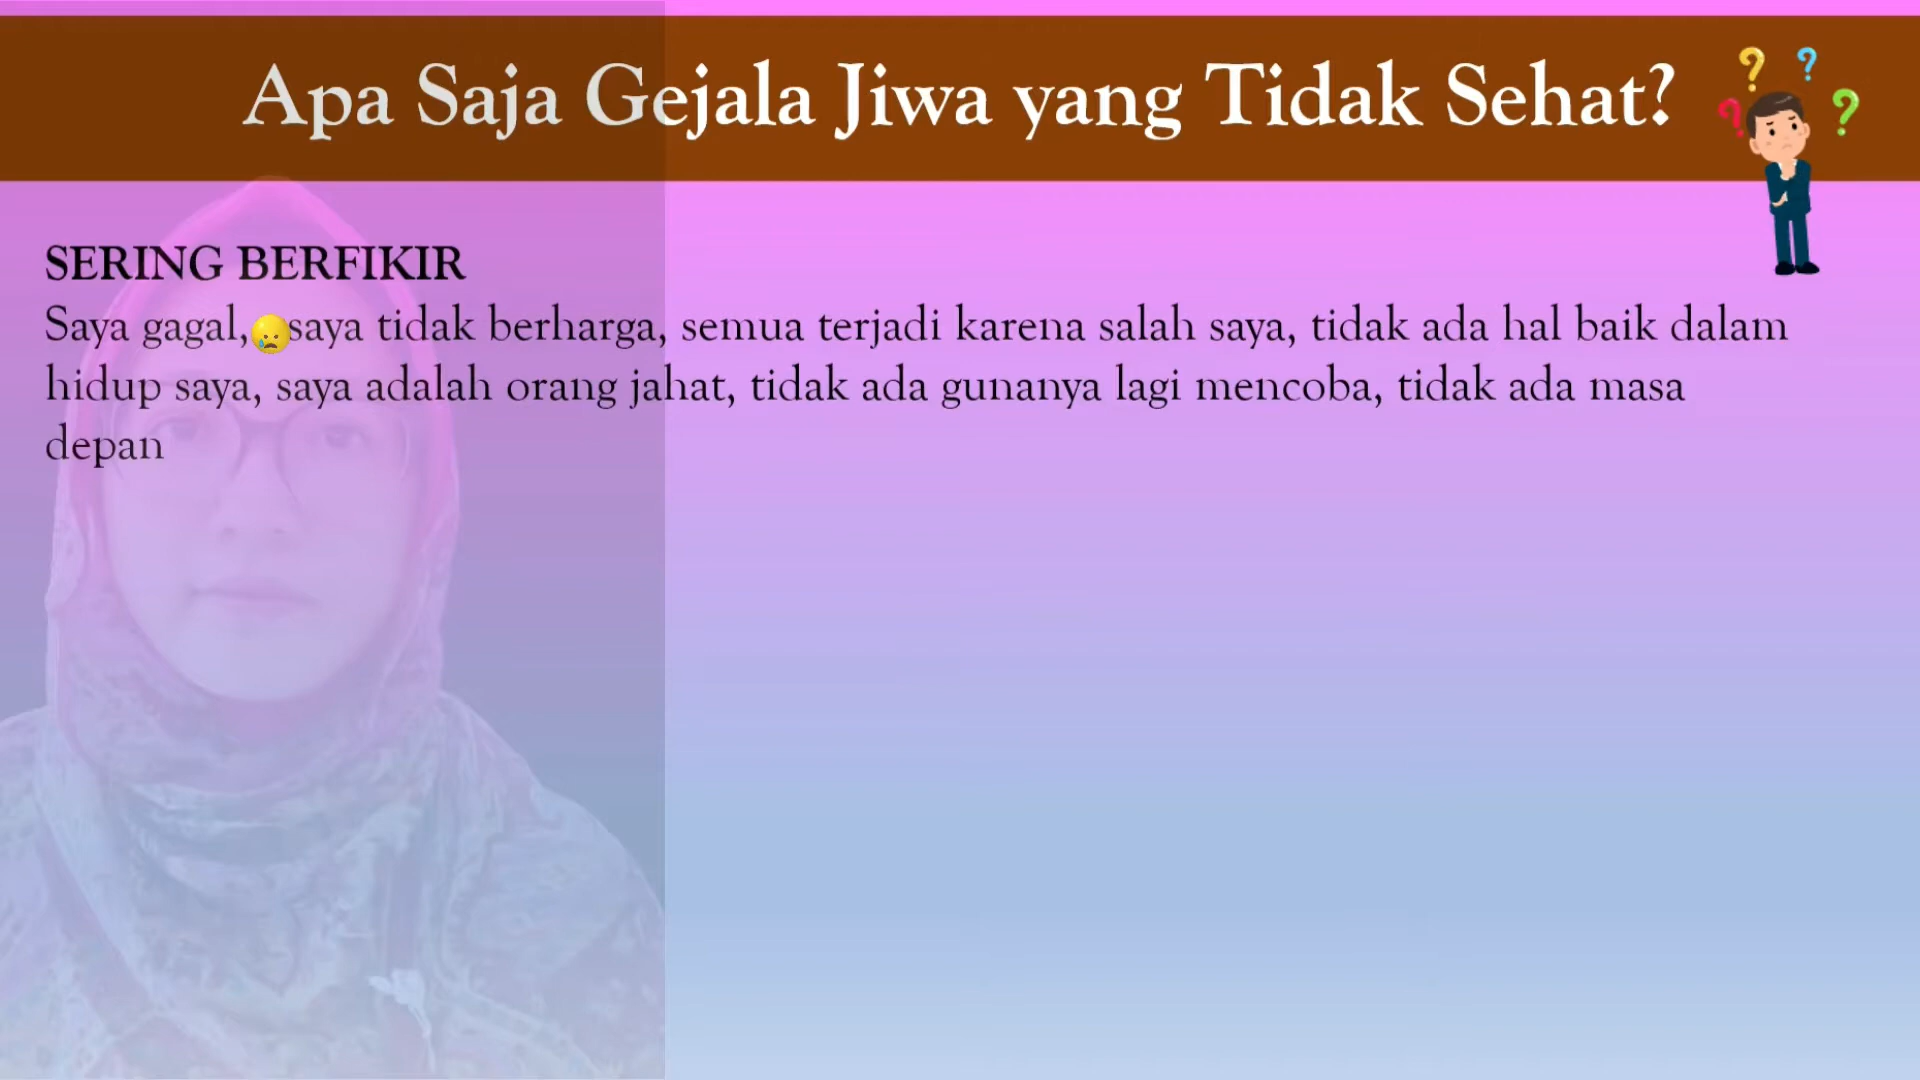 Apa Saja Gejala Jiwa yang Tidak Sehat?
SERING BERFIKIR
Saya gagal, saya tidak berharga, semua terjadi karena salah saya, tidak ada hal baik dalam
hidup saya, saya adalah orang jahat, tidak ada gunanya lagi mencoba, tidak ada masa
depan